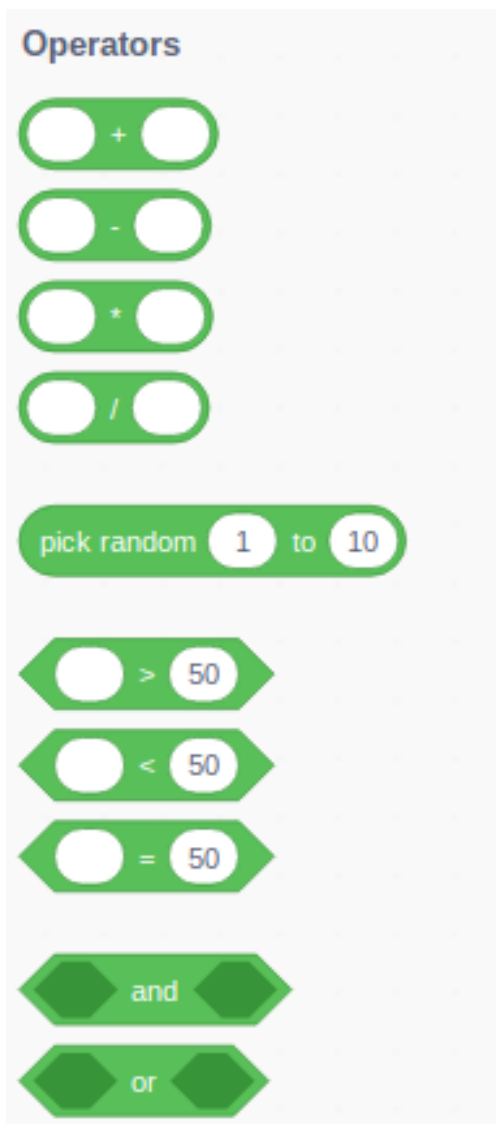 Operators
+
-
*
/
pick random 1 to 10
> 50
< 50
= 50
and
or